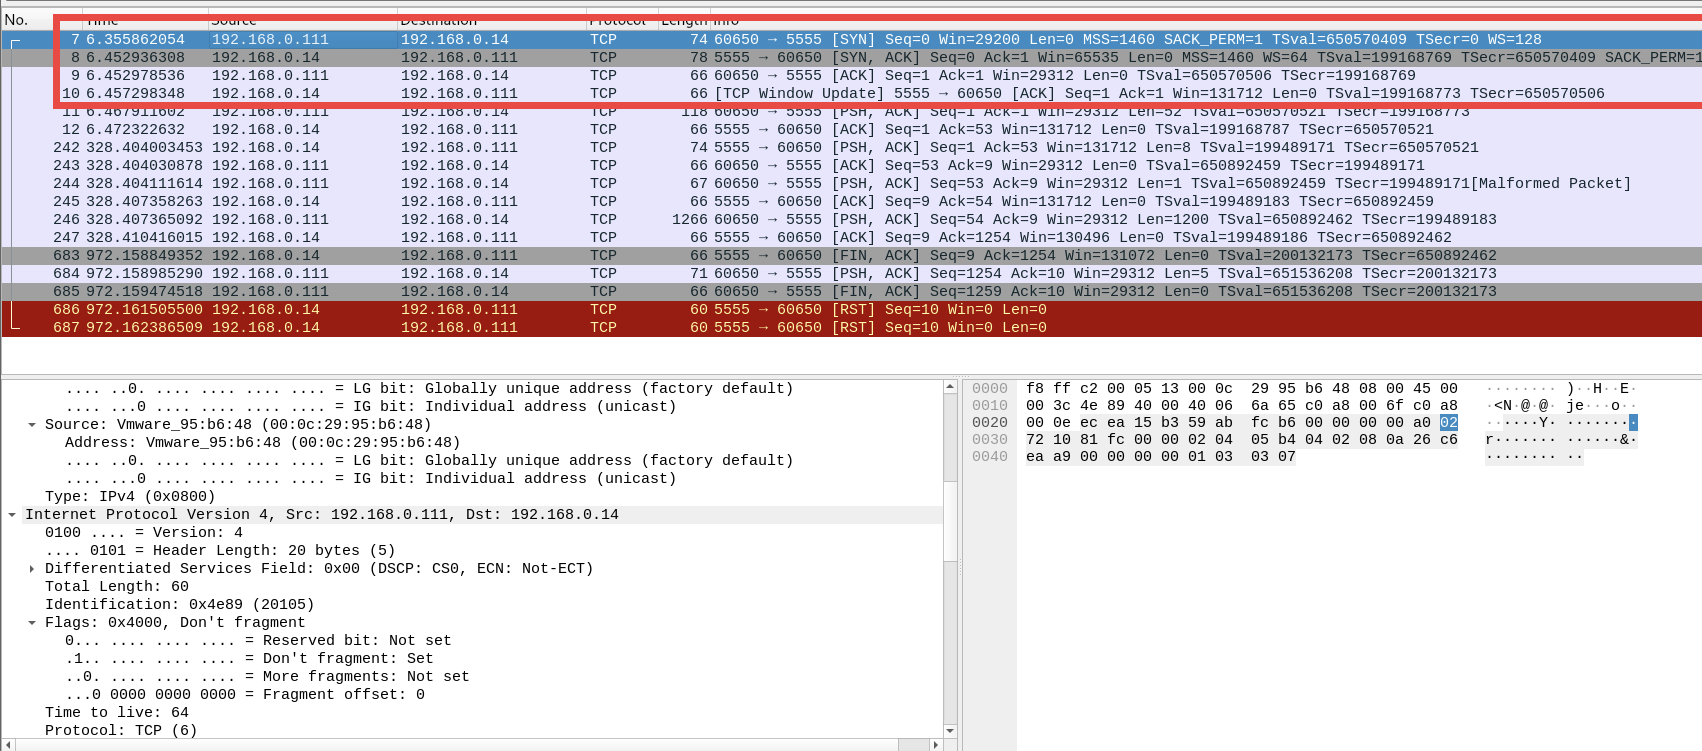 No. Time Source Destination Protocol Length Info
7 6.355862054 192.168.0.111 192.168.0.14 TCP 74 60650 → 5555 [SYN] Seq=0 Win=29200 Len=0 MSS=1460 SACK_PERM=1 TSval=650570409 TSecr=0 WS=128
8 6.452936308 192.168.0.14 192.168.0.111 TCP 78 5555 → 60650 [SYN, ACK] Seq=0 Ack=1 Win=65535 Len=0 MSS=1460 WS=64 TSval=199168769 TSecr=650570409 SACK_PERM=1
9 6.452978536 192.168.0.111 192.168.0.14 TCP 66 60650 → 5555 [ACK] Seq=1 Ack=1 Win=29312 Len=0 TSval=650570506 TSecr=199168769
10 6.457298348 192.168.0.14 192.168.0.111 TCP 66 [TCP Window Update] 5555 → 60650 [ACK] Seq=1 Ack=1 Win=131712 Len=0 TSval=199168773 TSecr=650570506
11 6.467911602 192.168.0.111 192.168.0.14 TCP 118 60650 → 5555 [PSH, ACK] Seq=1 Ack=1 Win=29312 Len=52 TSval=650570521 TSecr=199168773
12 6.472322632 192.168.0.14 192.168.0.111 TCP 66 5555 → 60650 [ACK] Seq=1 Ack=53 Win=131712 Len=0 TSval=199168787 TSecr=650570521
242 328.404003453 192.168.0.14 192.168.0.111 TCP 74 5555 → 60650 [PSH, ACK] Seq=1 Ack=53 Win=131712 Len=8 TSval=199489171 TSecr=650570521
243 328.404030878 192.168.0.111 192.168.0.14 TCP 66 60650 → 5555 [ACK] Seq=53 Ack=9 Win=29312 Len=0 TSval=650892459 TSecr=199489171
244 328.404111614 192.168.0.111 192.168.0.14 TCP 67 60650 → 5555 [PSH, ACK] Seq=53 Ack=9 Win=29312 Len=1 TSval=650892459 TSecr=199489171[Malformed Packet]
245 328.407358263 192.168.0.14 192.168.0.111 TCP 66 5555 → 60650 [ACK] Seq=9 Ack=54 Win=131712 Len=0 TSval=199489183 TSecr=650892459
246 328.407365092 192.168.0.111 192.168.0.14 TCP 1266 60650 → 5555 [PSH, ACK] Seq=54 Ack=9 Win=29312 Len=1200 TSval=650892462 TSecr=199489183
247 328.410416015 192.168.0.14 192.168.0.111 TCP 66 5555 → 60650 [ACK] Seq=9 Ack=1254 Win=130496 Len=0 TSval=199489186 TSecr=650892462
683 972.158849352 192.168.0.14 192.168.0.111 TCP 66 5555 → 60650 [FIN, ACK] Seq=9 Ack=1254 Win=131072 Len=0 TSval=200132173 TSecr=650892462
684 972.158985290 192.168.0.111 192.168.0.14 TCP 71 60650 → 5555 [PSH, ACK] Seq=1254 Ack=10 Win=29312 Len=5 TSval=651536208 TSecr=200132173
685 972.159474518 192.168.0.111 192.168.0.14 TCP 66 60650 → 5555 [FIN, ACK] Seq=1259 Ack=10 Win=29312 Len=0 TSval=651536208 TSecr=200132173
686 972.161505500 192.168.0.14 192.168.0.111 TCP 60 5555 → 60650 [RST] Seq=10 Win=0 Len=0
687 972.162386509 192.168.0.14 192.168.0.111 TCP 60 5555 → 60650 [RST] Seq=10 Win=0 Len=0
.... ..0. .... .... .... .... = LG bit: Globally unique address (factory default)
.... ...0 .... .... .... .... = IG bit: Individual address (unicast)
Source: Vmware_95:b6:48 (00:0c:29:95:b6:48)
Address: Vmware_95:b6:48 (00:0c:29:95:b6:48)
.... ..0. .... .... .... .... = LG bit: Globally unique address (factory default)
.... ...0 .... .... .... .... = IG bit: Individual address (unicast)
Type: IPv4 (0x0800)
Internet Protocol Version 4, Src: 192.168.0.111, Dst: 192.168.0.14
0100 .... = Version: 4
.... 0101 = Header Length: 20 bytes (5)
Differentiated Services Field: 0x00 (DSCP: CS0, ECN: Not-ECT)
Total Length: 60
Identification: 0x4e89 (20105)
Flags: 0x4000, Don't fragment
0... .... .... .... = Reserved bit: Not set
.1.. .... .... .... = Don't fragment: Set
..0. .... .... .... = More fragments: Not set
...0 0000 0000 0000 = Fragment offset: 0
Time to live: 64
Protocol: TCP (6)
0000 f8 ff c2 00 05 13 00 0c 29 95 b6 48 08 00 45 00 ········ )··H··E·
0010 00 3c 4e 89 40 00 40 06 6a 65 c0 a8 00 6f c0 a8 ·<N·@·@· je···o··
0020 00 0e ec ea 15 b3 59 ab fc b6 00 00 00 00 a0 02 ······Y· ········
0030 72 10 81 fc 00 00 02 04 05 b4 04 02 08 0a 26 c6 r······· ······&·
0040 ea a9 00 00 00 00 01 03 03 07 ········ ··